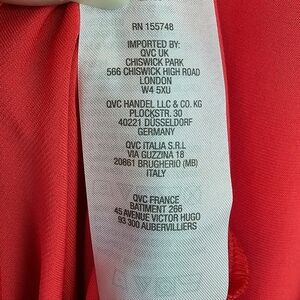 RN 155748
IMPORTED BY:
QVC UK
CHISWICK PARK
566 CHISWICK HIGH ROAD
LONDON
W4 5XU
QVC HANDEL LLC & CO. KG
PLOCKSTR. 30
40221 DÜSSELDORF
GERMANY
QVC ITALIA S.R.L
VIA GUZZINA 18
20861 BRUGHERIO (MB)
ITALY
QVC FRANCE
BATIMENT 266
45 AVENUE VICTOR HUGO
93 300 AUBERVILLIERS